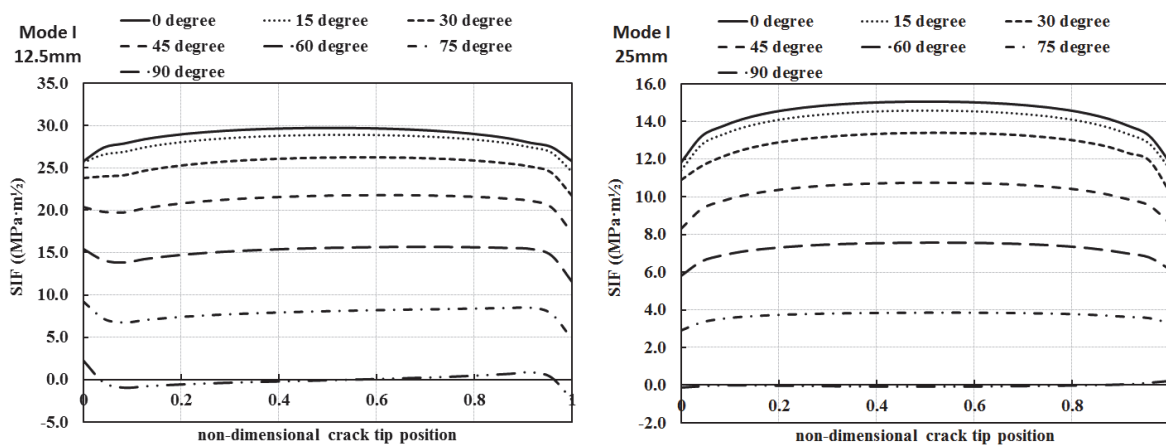 Mode I
12.5mm
0 degree
15 degree
30 degree
45 degree
·60 degree
75 degree
·90 degree
SIF ((MPa·m½)
35.0
30.0
25.0
20.0
15.0
10.0
5.0
0.0
-5.0
0
0.2
0.4
0.6
0.8
1
non-dimensional crack tip position
Mode I
25mm
0 degree
15 degree
30 degree
45 degree
·60 degree
75 degree
·90 degree
SIF ((MPa·m½)
16.0
14.0
12.0
10.0
8.0
6.0
4.0
2.0
0.0
-2.0
0
0.2
0.4
0.6
0.8
non-dimensional crack tip position